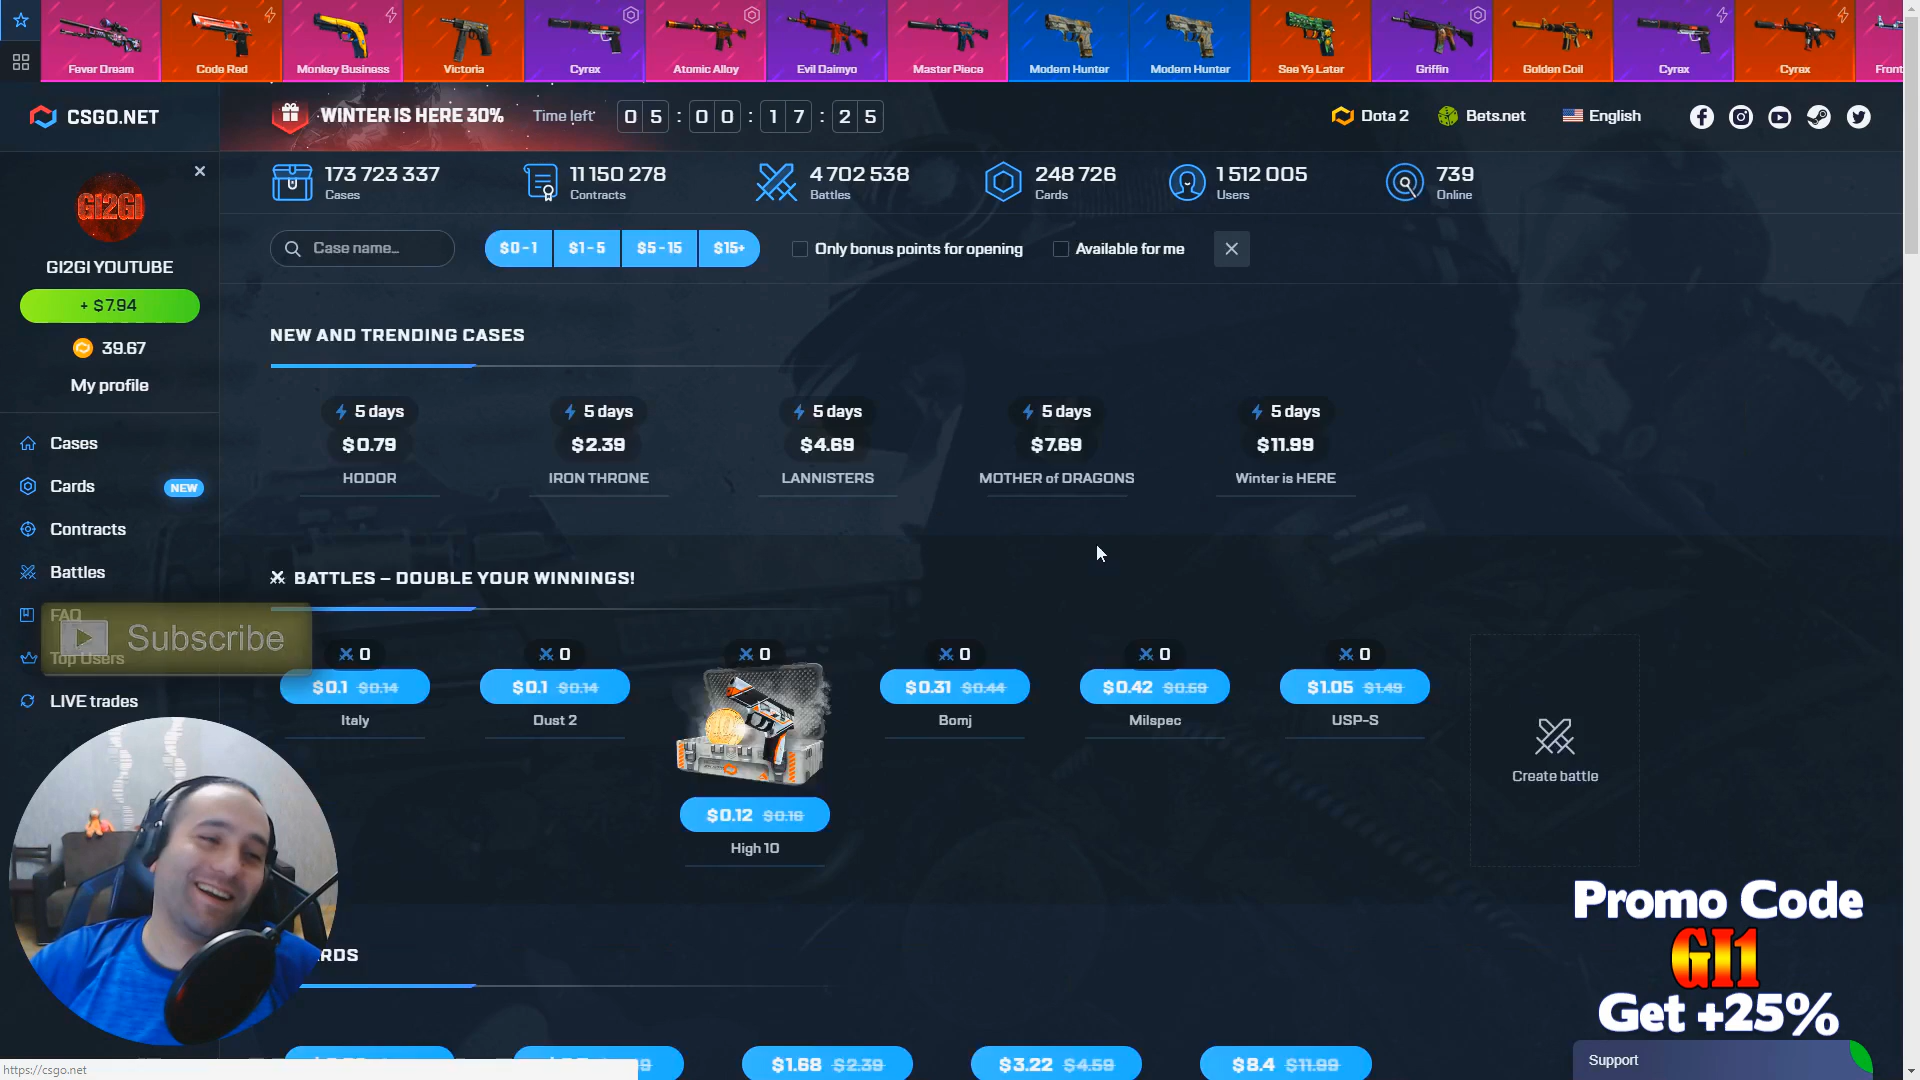 Fever Dream
Code Red
Monkey Business
Victoria
Cyrex
Atomic Alloy
Evil Daimyo
Master Piece
Modern Hunter
Modern Hunter
See Ya Later
Griffin
Golden Coil
Cyrex
Cyrex
Front
CSGO.NET
WINTER IS HERE 30%
Time left
0 5 : 0 0 : 1 7 : 2 5
Dota 2
Bets.net
English
173 723 337
Cases
11 150 278
Contracts
4 702 538
Battles
248 726
Cards
1 512 005
Users
739
Online
GI2GI
GI2GI YOUTUBE
+ $7.94
39.67
My profile
Cases
Cards
NEW
Contracts
Battles
FAQ
Top Users
LIVE trades
Subscribe
Case name...
$0 - 1
$1 - 5
$5 - 15
$15+
Only bonus points for opening
Available for me
NEW AND TRENDING CASES
5 days
$0.79
HODOR
5 days
$2.39
IRON THRONE
5 days
$4.69
LANNISTERS
5 days
$7.69
MOTHER of DRAGONS
5 days
$11.99
Winter is HERE
BATTLES – DOUBLE YOUR WINNINGS!
0
$0.1 $0.14
Italy
0
$0.1 $0.14
Dust 2
0
$0.12 $0.16
High 10
0
$0.31 $0.44
Bomj
0
$0.42 $0.59
Milspec
0
$1.05 $1.49
USP-S
Create battle
RDS
$1.68 $2.39
$3.22 $4.59
$8.4 $11.99
Promo Code
GI1
Get +25%
Support
https://csgo.net